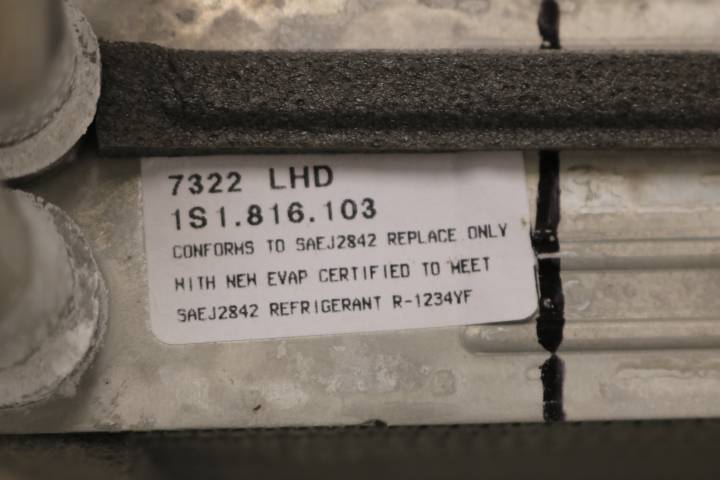 7322 LHD
1S1.816.103
CONFORMS TO SAEJ2842 REPLACE ONLY
WITH NEW EVAP CERTIFIED TO MEET
SAEJ2842 REFRIGERANT R-1234YF